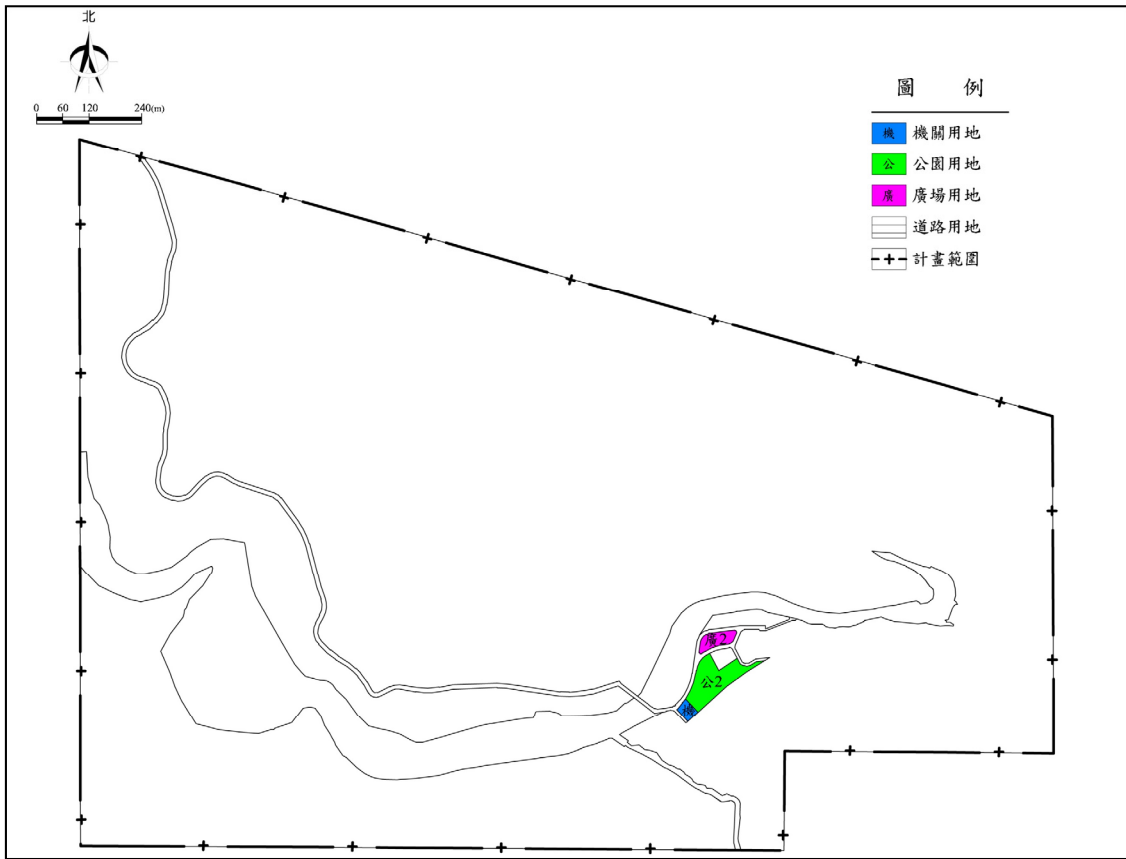 北
0 60 120 240(m)
圖 例
機 機關用地
公 公園用地
廣 廣場用地
道路用地
計畫範圍
廣2
公2
機